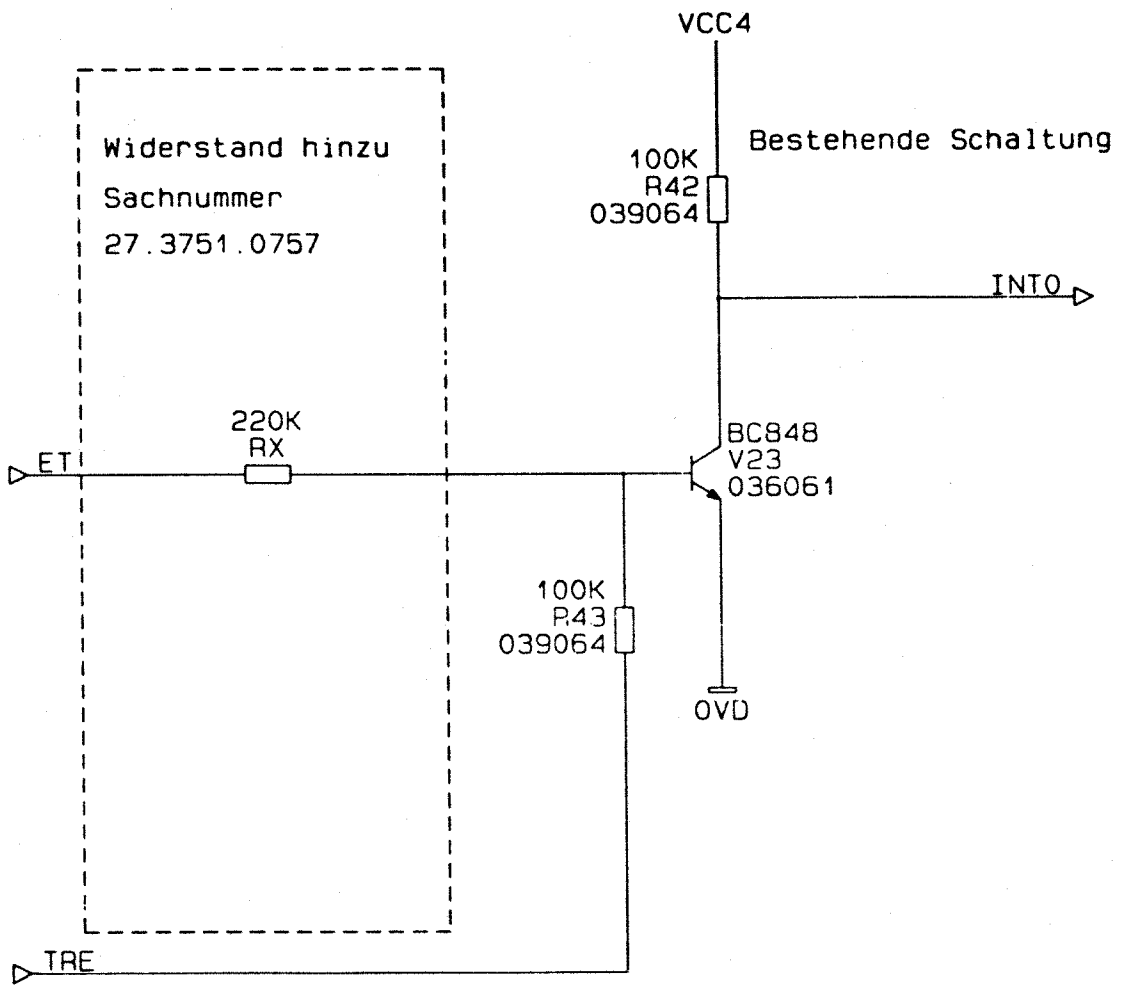 VCC4
Widerstand hinzu
Sachnummer
27.3751.0757
Bestehende Schaltung
100K
R42
039064
INT0
220K
RX
ET
BC848
V23
036061
100K
R43
039064
0VD
TRE